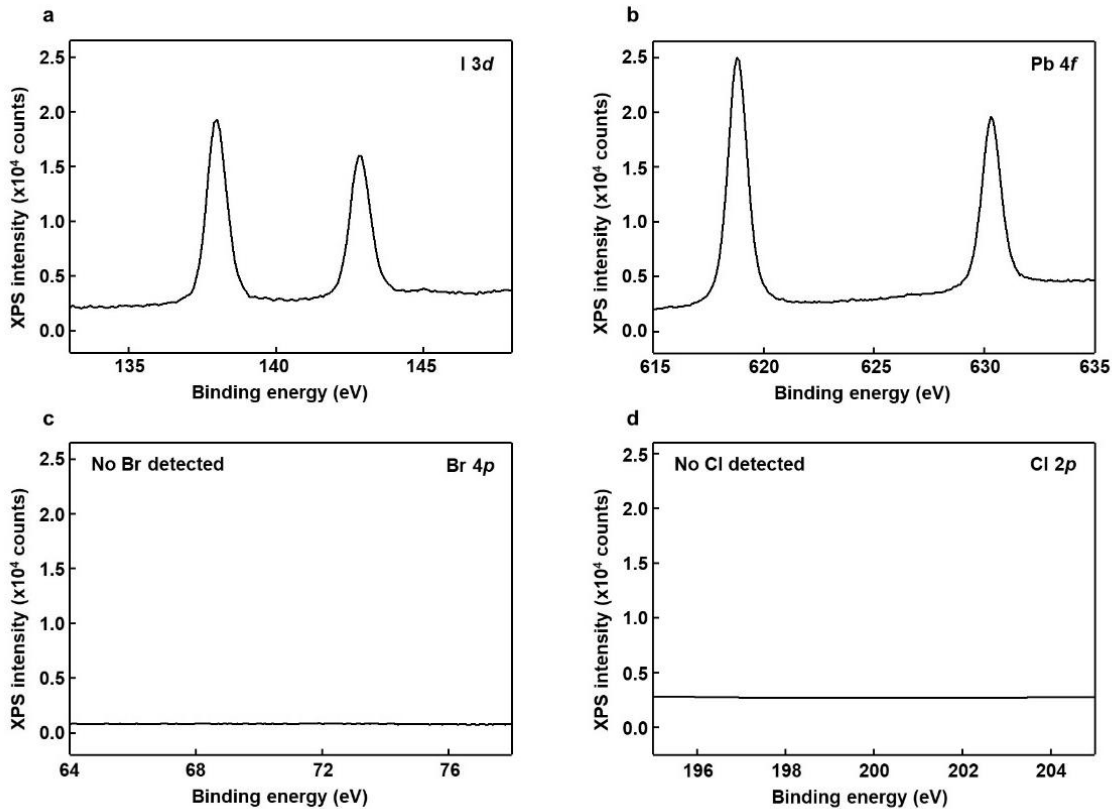 a
I 3d
2.5
2.0
1.5
1.0
0.5
0.0
XPS intensity (x10⁴ counts)
135 140 145
Binding energy (eV)
b
Pb 4f
2.5
2.0
1.5
1.0
0.5
0.0
XPS intensity (x10⁴ counts)
615 620 625 630 635
Binding energy (eV)
c
No Br detected Br 4p
2.5
2.0
1.5
1.0
0.5
0.0
XPS intensity (x10⁴ counts)
64 68 72 76
Binding energy (eV)
d
No Cl detected Cl 2p
2.5
2.0
1.5
1.0
0.5
0.0
XPS intensity (x10⁴ counts)
196 198 200 202 204
Binding energy (eV)